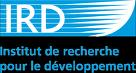 IRD
Institut de recherche
pour le développement